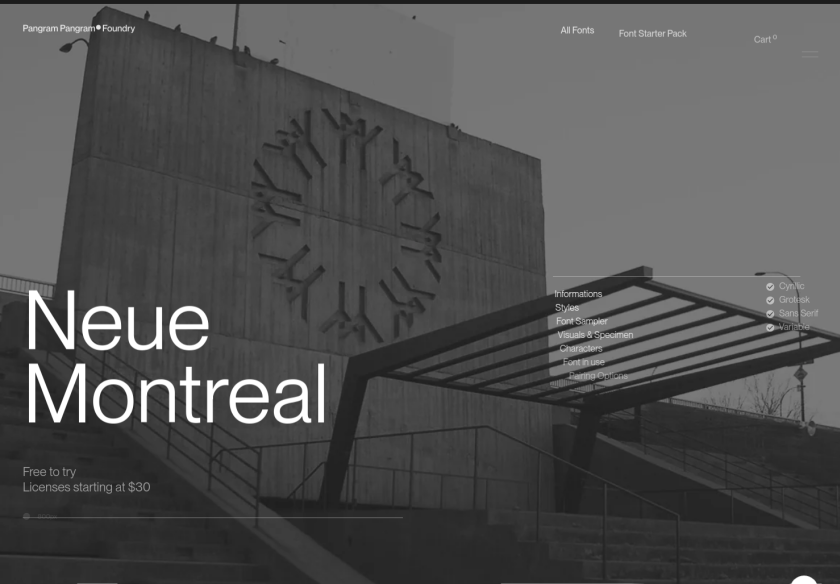 Pangram Pangram Foundry
All Fonts
Font Starter Pack
Cart 0
Neue
Montreal
Free to try
Licenses starting at $30
Informations
Styles
Font Sampler
Visuals & Specimen
Characters
Font in use
Pairing Options
Cyrillic
Grotesk
Sans Serif
Variable